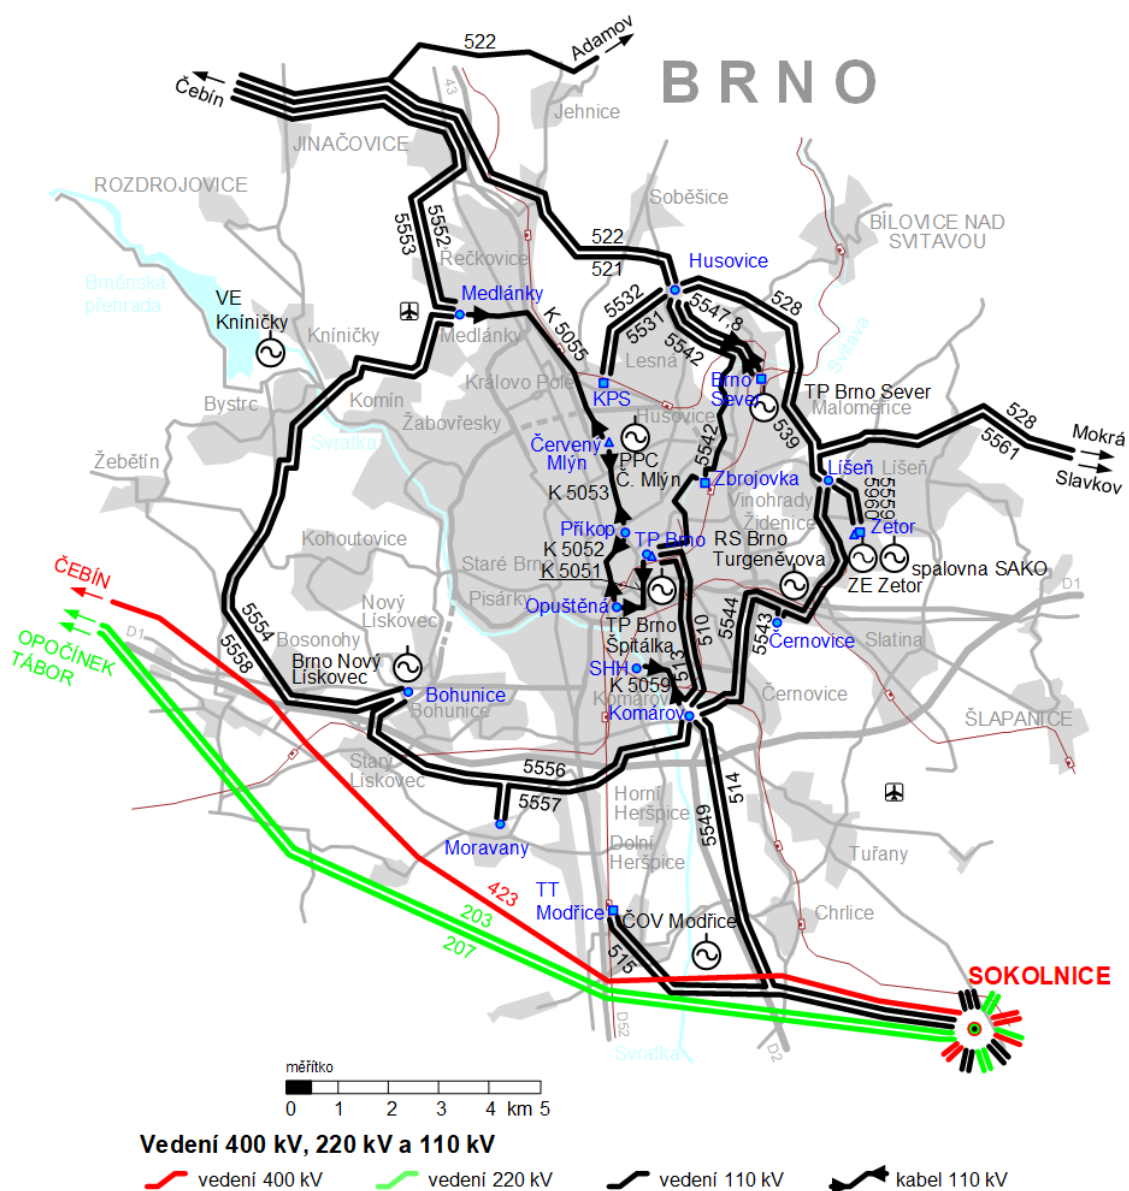 522
Adamov
BRNO
Čebín
43
Jehnice
JINAČOVICE
ROZDROJOVICE
Soběšice
BÍLOVICE NAD
SVITAVOU
5553
5552
522
521
Husovice
Řečkovice
Brněnská
přehrada
VE
Kníničky
Medlánky
K 5055
5532
5531
5547,8
5542
528
Svitava
Kníničky
Medlánky
Lesná
Bystrc
Komín
Královo Pole
KPS
Brno
Sever
TP Brno Sever
Maloměřice
Žabovřesky
Husovice
539
528
5561
Mokrá
Slavkov
Svratka
Červený
Mlýn
PPC
Č. Mlýn
5542
Žebětín
Líšeň
Líšeň
K 5053
Zbrojovka
Vinohrady
Židenice
5559
5960
Zetor
Kohoutovice
Příkop
TP Brno
RS Brno
Turgeněvova
K 5052
K 5051
Staré Brno
spalovna SAKO
ZE Zetor
ČEBÍN
D1
Pisárky
Opuštěná
Nový
Lískovec
5554
5558
OPOČÍNEK
TÁBOR
D1
Bosonohy
TP Brno
Špitálka
510
513
5544
5543
Černovice
Slatina
Brno Nový
Lískovec
SHH
K 5059
Bohunice
Bohunice
Komárov
Komárov
Černovice
ŠLAPANICE
Starý
Lískovec
5556
5557
514
5549
Horní
Heršpice
Moravany
Dolní
Heršpice
Tuřany
TT
Modřice
423
203
207
ČOV Modřice
Chrlice
515
SOKOLNICE
D52
D2
Svratka
měřítko
0 1 2 3 4 km 5
Vedení 400 kV, 220 kV a 110 kV
vedení 400 kV vedení 220 kV vedení 110 kV kabel 110 kV